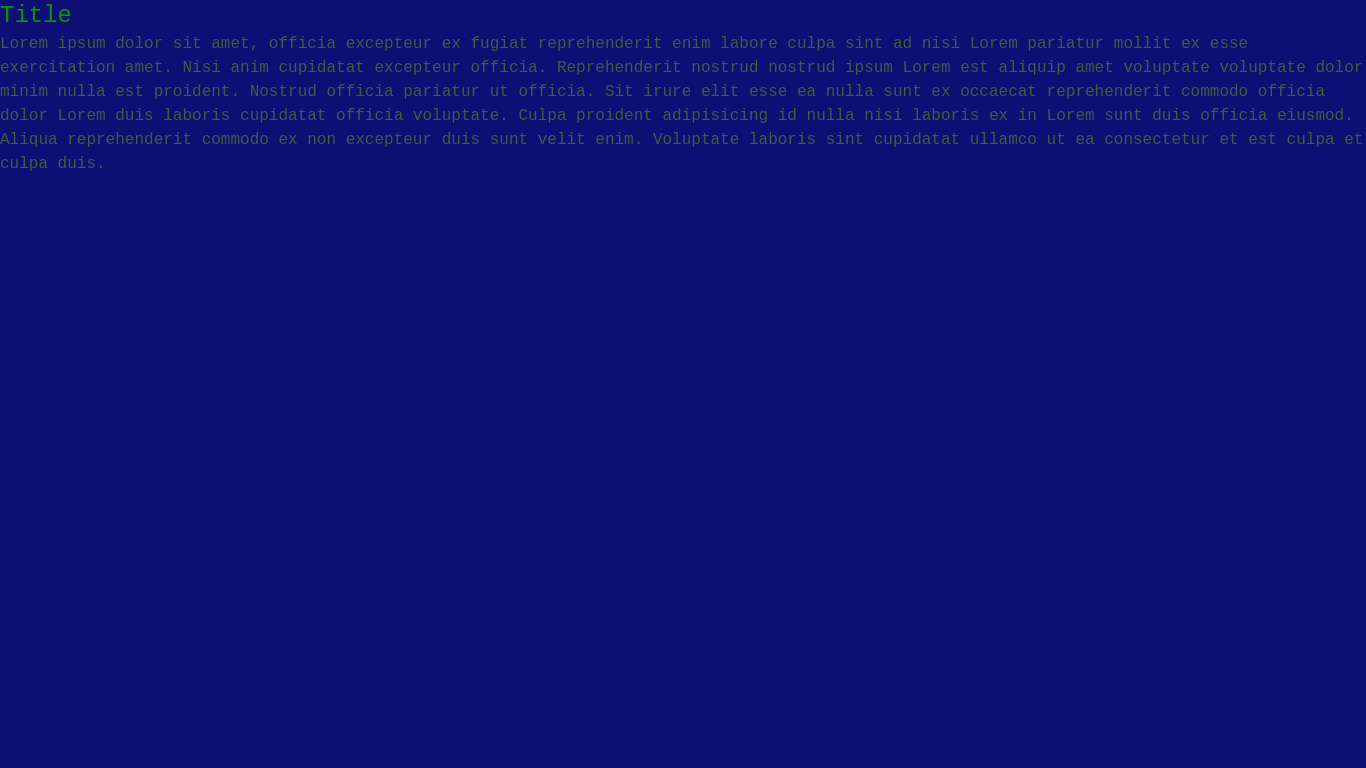 Title
Lorem ipsum dolor sit amet, officia excepteur ex fugiat reprehenderit enim labore culpa sint ad nisi Lorem pariatur mollit ex esse
exercitation amet. Nisi anim cupidatat excepteur officia. Reprehenderit nostrud nostrud ipsum Lorem est aliquip amet voluptate voluptate dolor
minim nulla est proident. Nostrud officia pariatur ut officia. Sit irure elit esse ea nulla sunt ex occaecat reprehenderit commodo officia
dolor Lorem duis laboris cupidatat officia voluptate. Culpa proident adipisicing id nulla nisi laboris ex in Lorem sunt duis officia eiusmod.
Aliqua reprehenderit commodo ex non excepteur duis sunt velit enim. Voluptate laboris sint cupidatat ullamco ut ea consectetur et est culpa et
culpa duis.